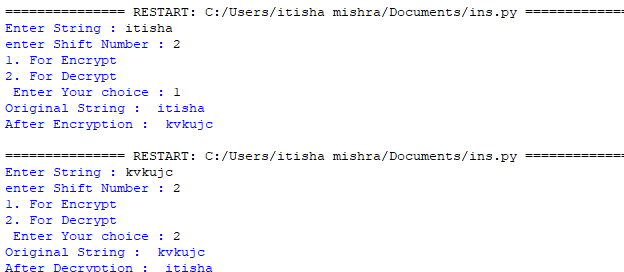 =============== RESTART: C:/Users/itisha mishra/Documents/ins.py =============
Enter String : itisha
enter Shift Number : 2
1. For Encrypt
2. For Decrypt
 Enter Your choice : 1
Original String :  itisha
After Encryption :  kvkujc

=============== RESTART: C:/Users/itisha mishra/Documents/ins.py =============
Enter String : kvkujc
enter Shift Number : 2
1. For Encrypt
2. For Decrypt
 Enter Your choice : 2
Original String :  kvkujc
After Decryption :  itisha